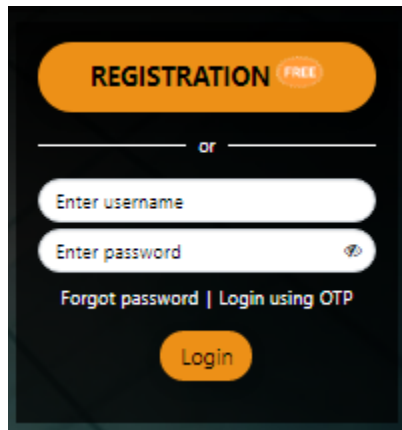 REGISTRATION FREE
or
Enter username
Enter password
Forgot password | Login using OTP
Login